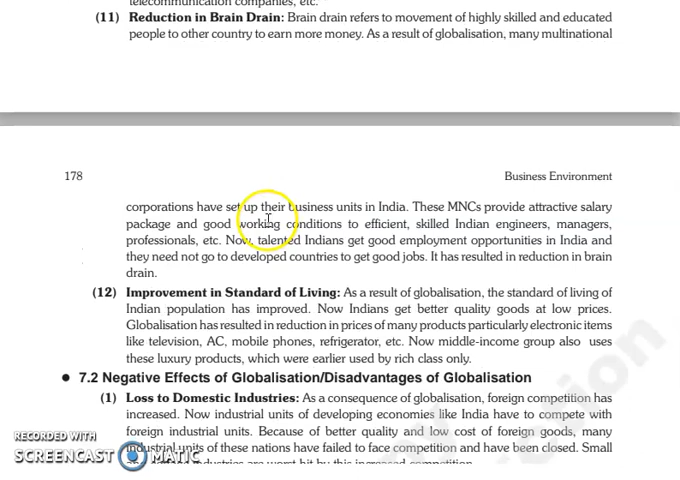 telecommunication companies, etc.
(11) Reduction in Brain Drain: Brain drain refers to movement of highly skilled and educated
people to other country to earn more money. As a result of globalisation, many multinational
178 Business Environment
corporations have set up their business units in India. These MNCs provide attractive salary
package and good working conditions to efficient, skilled Indian engineers, managers,
professionals, etc. Now, talented Indians get good employment opportunities in India and
they need not go to developed countries to get good jobs. It has resulted in reduction in brain
drain.
(12) Improvement in Standard of Living: As a result of globalisation, the standard of living of
Indian population has improved. Now Indians get better quality goods at low prices.
Globalisation has resulted in reduction in prices of many products particularly electronic items
like television, AC, mobile phones, refrigerator, etc. Now middle-income group also uses
these luxury products, which were earlier used by rich class only.
● 7.2 Negative Effects of Globalisation/Disadvantages of Globalisation
(1) Loss to Domestic Industries: As a consequence of globalisation, foreign competition has
increased. Now industrial units of developing economies like India have to compete with
foreign industrial units. Because of better quality and low cost of foreign goods, many
industrial units of these nations have failed to face competition and have been closed. Small
industries are worst hit by this increased competition.
RECORDED WITH
SCREENCAST MATIC